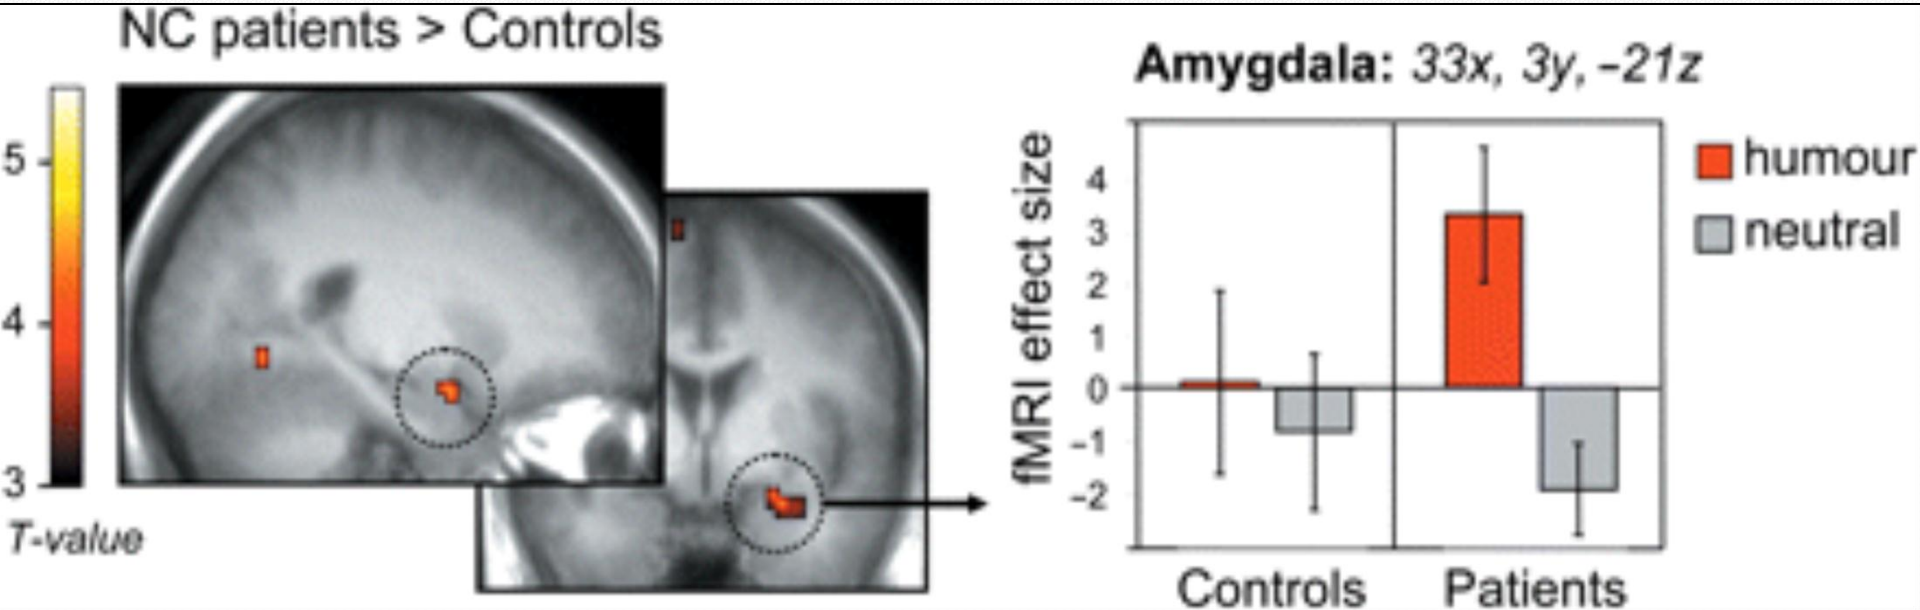 NC patients > Controls
5
4
3
T-value
Amygdala: 33x, 3y, −21z
fMRI effect size
4
3
2
1
0
−1
−2
Controls
Patients
humour
neutral